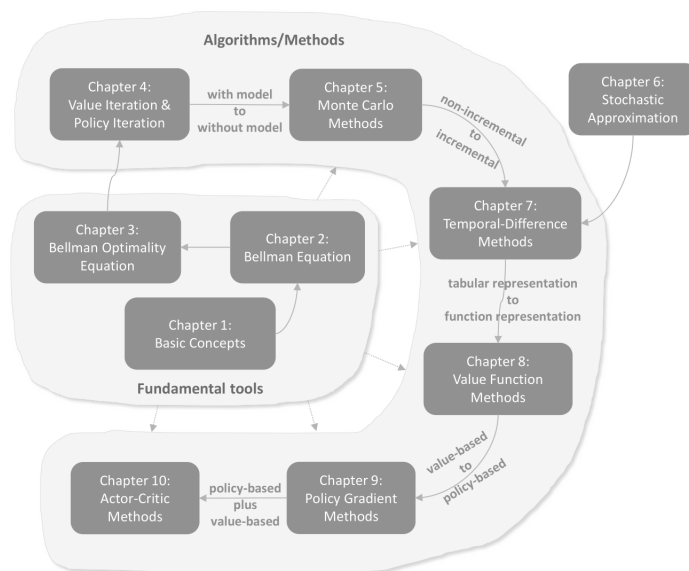 Algorithms/Methods
Chapter 4:
Value Iteration &
Policy Iteration
with model
to
without model
Chapter 5:
Monte Carlo
Methods
non-incremental
to
incremental
Chapter 6:
Stochastic
Approximation
Chapter 3:
Bellman Optimality
Equation
Chapter 2:
Bellman Equation
Chapter 7:
Temporal-Difference
Methods
tabular representation
to
function representation
Chapter 1:
Basic Concepts
Fundamental tools
Chapter 8:
Value Function
Methods
value-based
to
policy-based
Chapter 10:
Actor-Critic
Methods
policy-based
plus
value-based
Chapter 9:
Policy Gradient
Methods